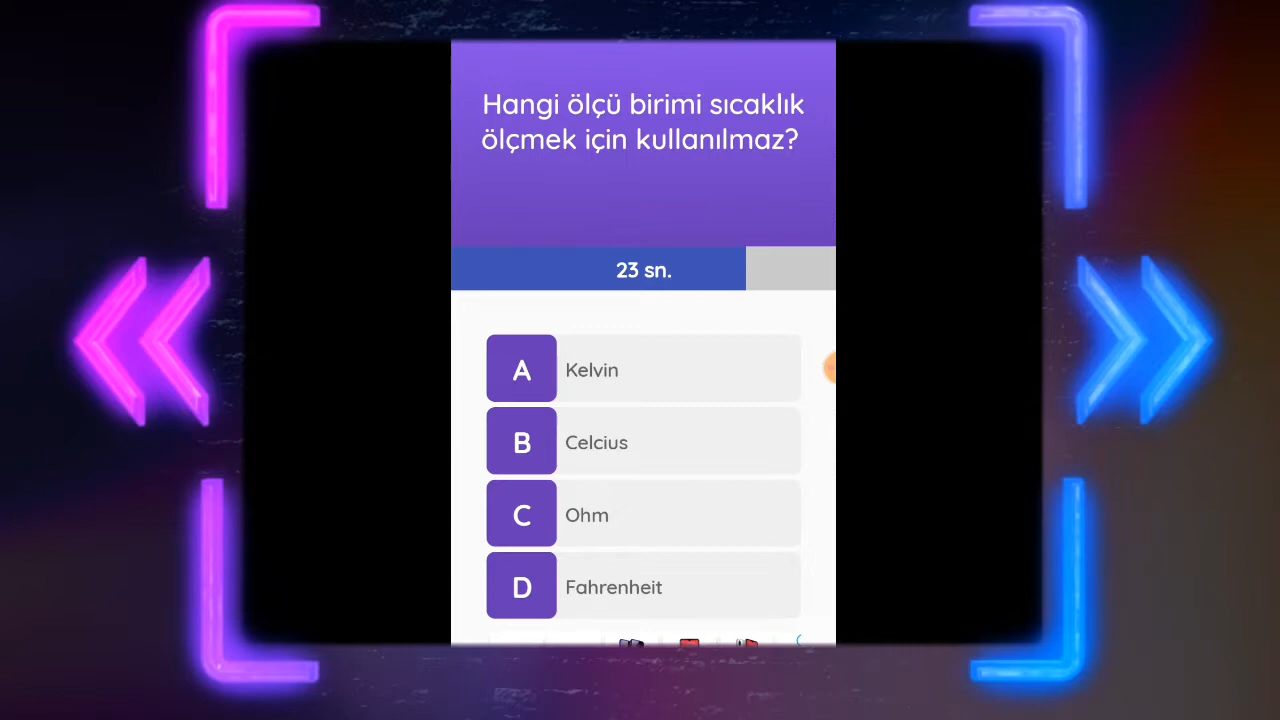 Hangi ölçü birimi sıcaklık
ölçmek için kullanılmaz?
23 sn.
A Kelvin
B Celcius
C Ohm
D Fahrenheit